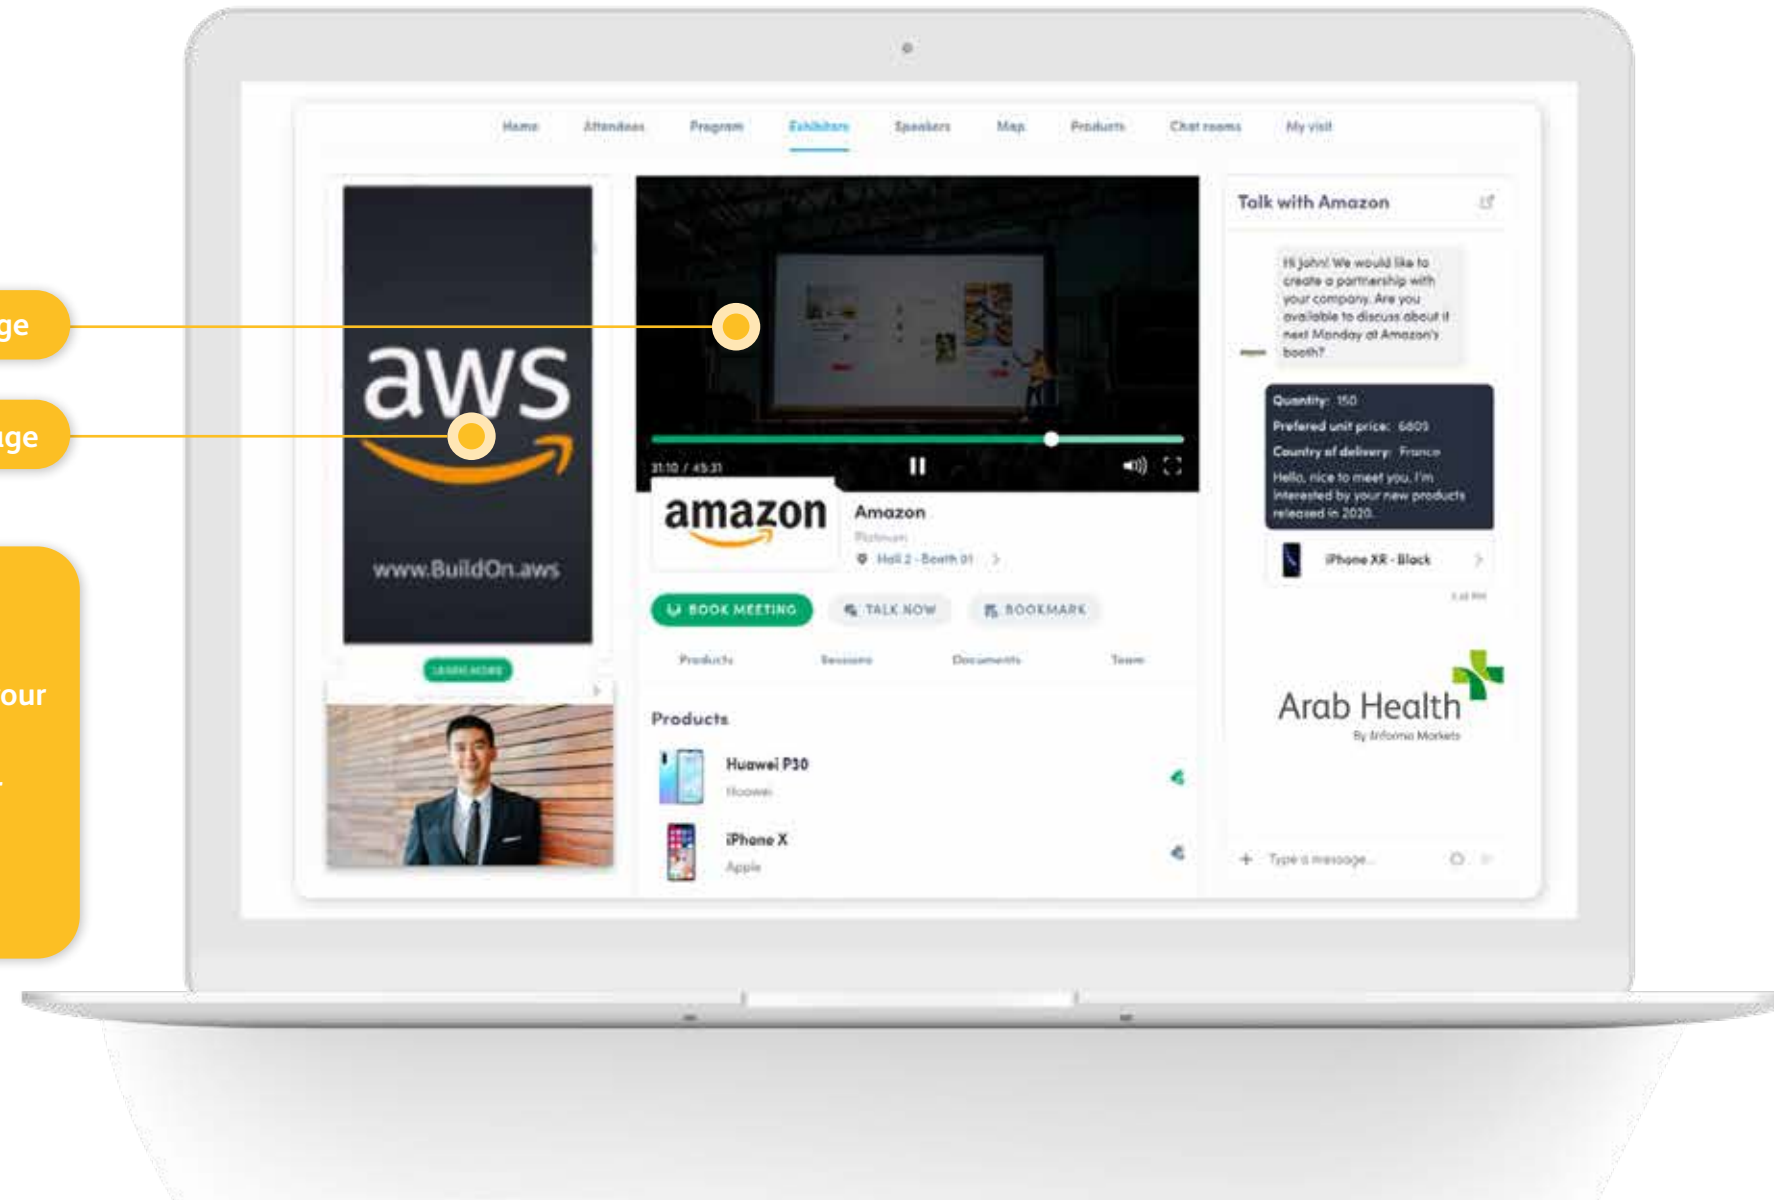 Home Attendees Program Exhibitors Speakers Map Products Chat rooms My visit
ge
age
our
aws
www.BuildOn.aws
LEARN MORE
31:10 / 45:31
amazon
Amazon
Platinum
Hall 2 - Booth 01
BOOK MEETING
TALK NOW
BOOKMARK
Products Sessions Documents Team
Products
Huawei P30
Huawei
iPhone X
Apple
Talk with Amazon
Hi John! We would like to
create a partnership with
your company. Are you
available to discuss about it
next Monday at Amazon's
booth?
Quantity: 150
Prefered unit price:
Country of delivery: France
Hello, nice to meet you, I'm
interested by your new products
released in 2020.
iPhone XR - Black
Arab Health
By Informa Markets
Type a message...